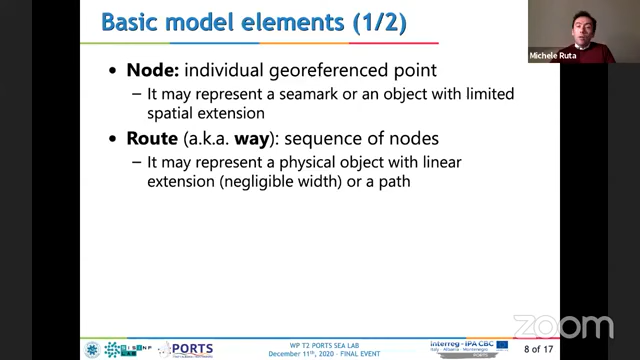 Basic model elements (1/2)
Michele Ruta
• Node: individual georeferenced point
– It may represent a seamark or an object with limited
spatial extension
• Route (a.k.a. way): sequence of nodes
– It may represent a physical object with linear
extension (negligible width) or a path
WP T2 PORTS SEA LAB
December 11th, 2020 - FINAL EVENT
SISINF
LAB
PORTS
Interreg - IPA CBC
Italy - Albania - Montenegro
PORTS
8 of 17
zoom